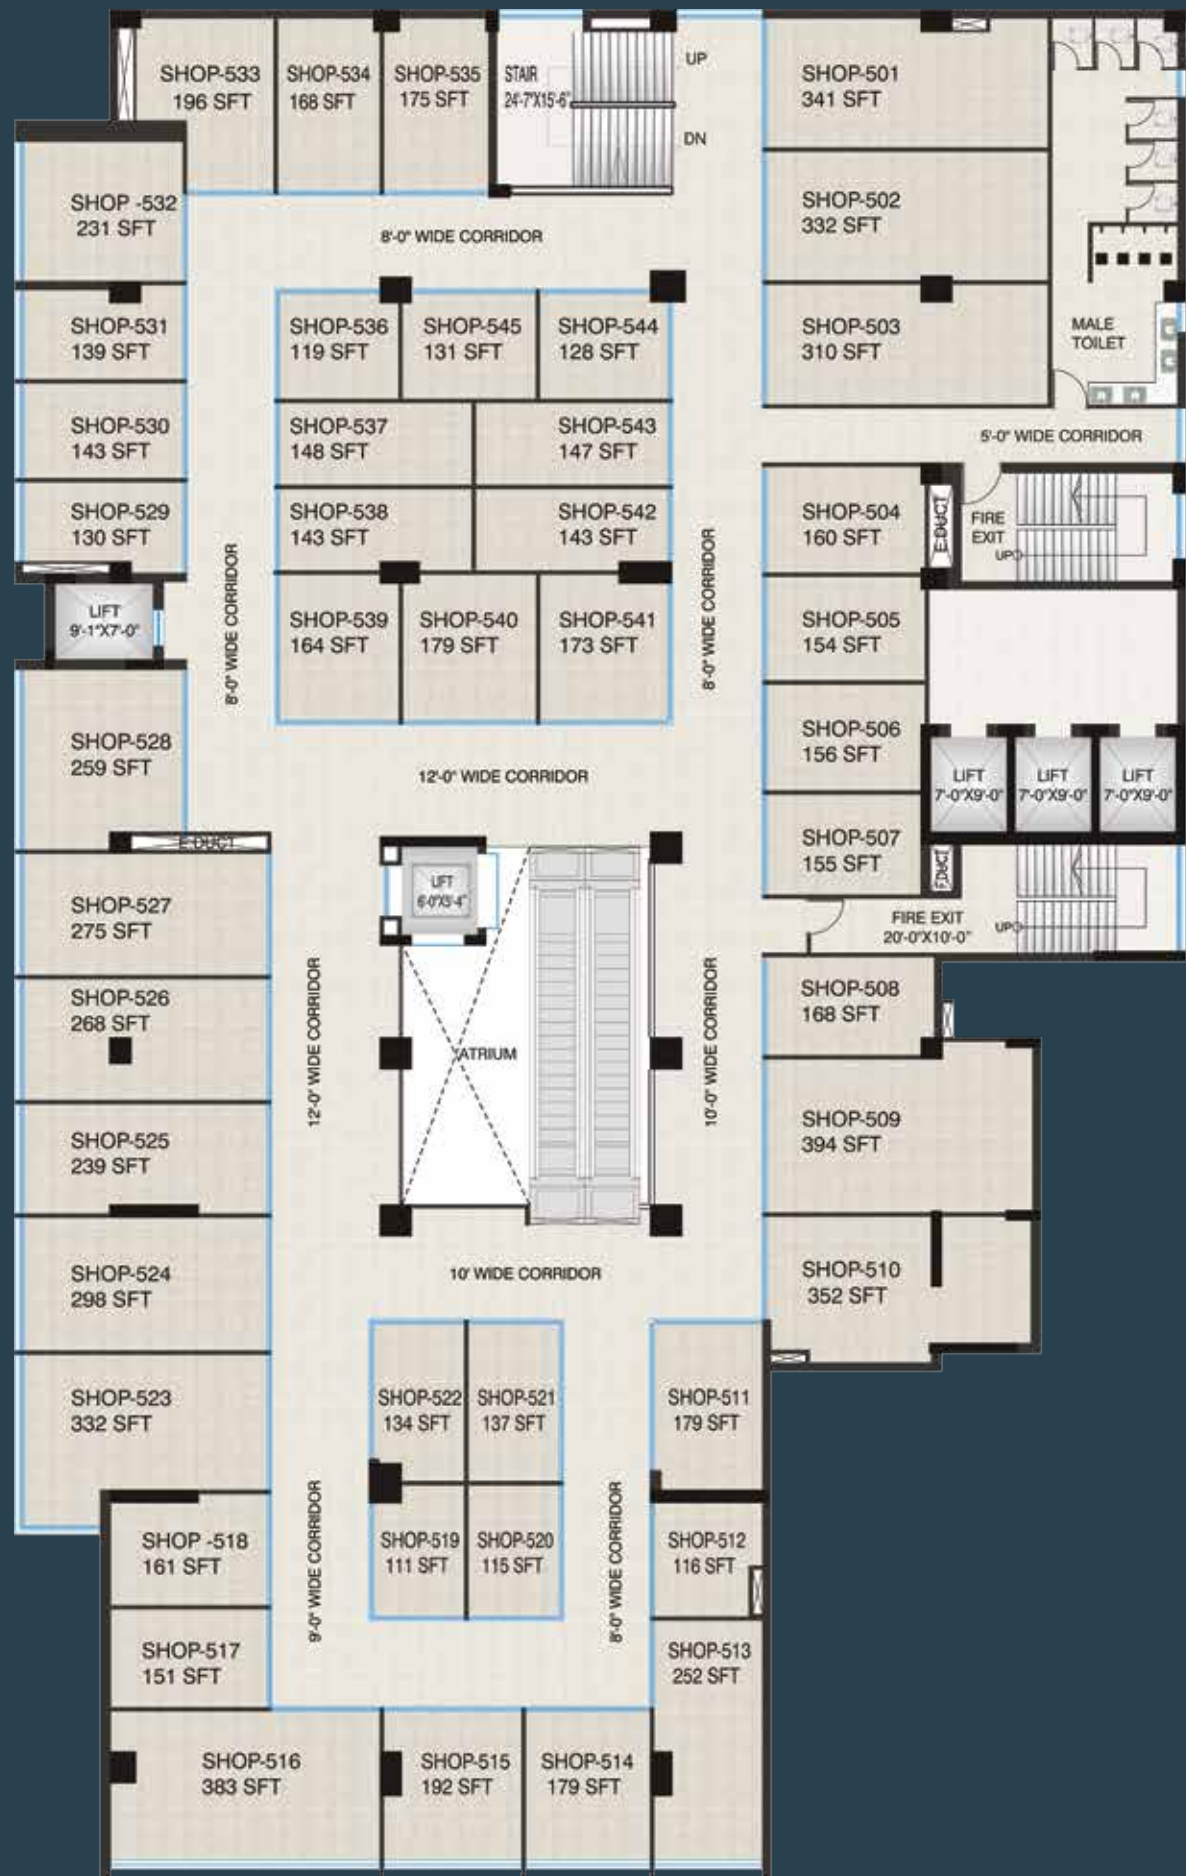 SHOP-533
196 SFT
SHOP-534
168 SFT
SHOP-535
175 SFT
STAIR
24'-7"X15'-6"
UP
DN
SHOP-501
341 SFT
SHOP -532
231 SFT
SHOP-502
332 SFT
8'-0" WIDE CORRIDOR
SHOP-531
139 SFT
SHOP-536
119 SFT
SHOP-545
131 SFT
SHOP-544
128 SFT
SHOP-503
310 SFT
MALE
TOILET
SHOP-530
143 SFT
SHOP-537
148 SFT
SHOP-543
147 SFT
5'-0" WIDE CORRIDOR
SHOP-529
130 SFT
SHOP-538
143 SFT
SHOP-542
143 SFT
SHOP-504
160 SFT
E.DUCT
FIRE
EXIT
UP
LIFT
9'-1"X7'-0"
8'-0" WIDE CORRIDOR
SHOP-539
164 SFT
SHOP-540
179 SFT
SHOP-541
173 SFT
8'-0" WIDE CORRIDOR
SHOP-505
154 SFT
SHOP-528
259 SFT
12'-0" WIDE CORRIDOR
SHOP-506
156 SFT
LIFT
7'-0"X9'-0"
LIFT
7'-0"X9'-0"
LIFT
7'-0"X9'-0"
E.DUCT
SHOP-507
155 SFT
F.DUCT
LIFT
6'-0"X5'-4"
SHOP-527
275 SFT
FIRE EXIT
20'-0"X10'-0"
UP
SHOP-526
268 SFT
12'-0" WIDE CORRIDOR
ATRIUM
10'-0" WIDE CORRIDOR
SHOP-508
168 SFT
SHOP-525
239 SFT
SHOP-509
394 SFT
SHOP-524
298 SFT
10' WIDE CORRIDOR
SHOP-510
352 SFT
SHOP-523
332 SFT
SHOP-522
134 SFT
SHOP-521
137 SFT
SHOP-511
179 SFT
SHOP -518
161 SFT
9'-0" WIDE CORRIDOR
SHOP-519
111 SFT
SHOP-520
115 SFT
8'-0" WIDE CORRIDOR
SHOP-512
116 SFT
SHOP-517
151 SFT
SHOP-513
252 SFT
SHOP-516
383 SFT
SHOP-515
192 SFT
SHOP-514
179 SFT